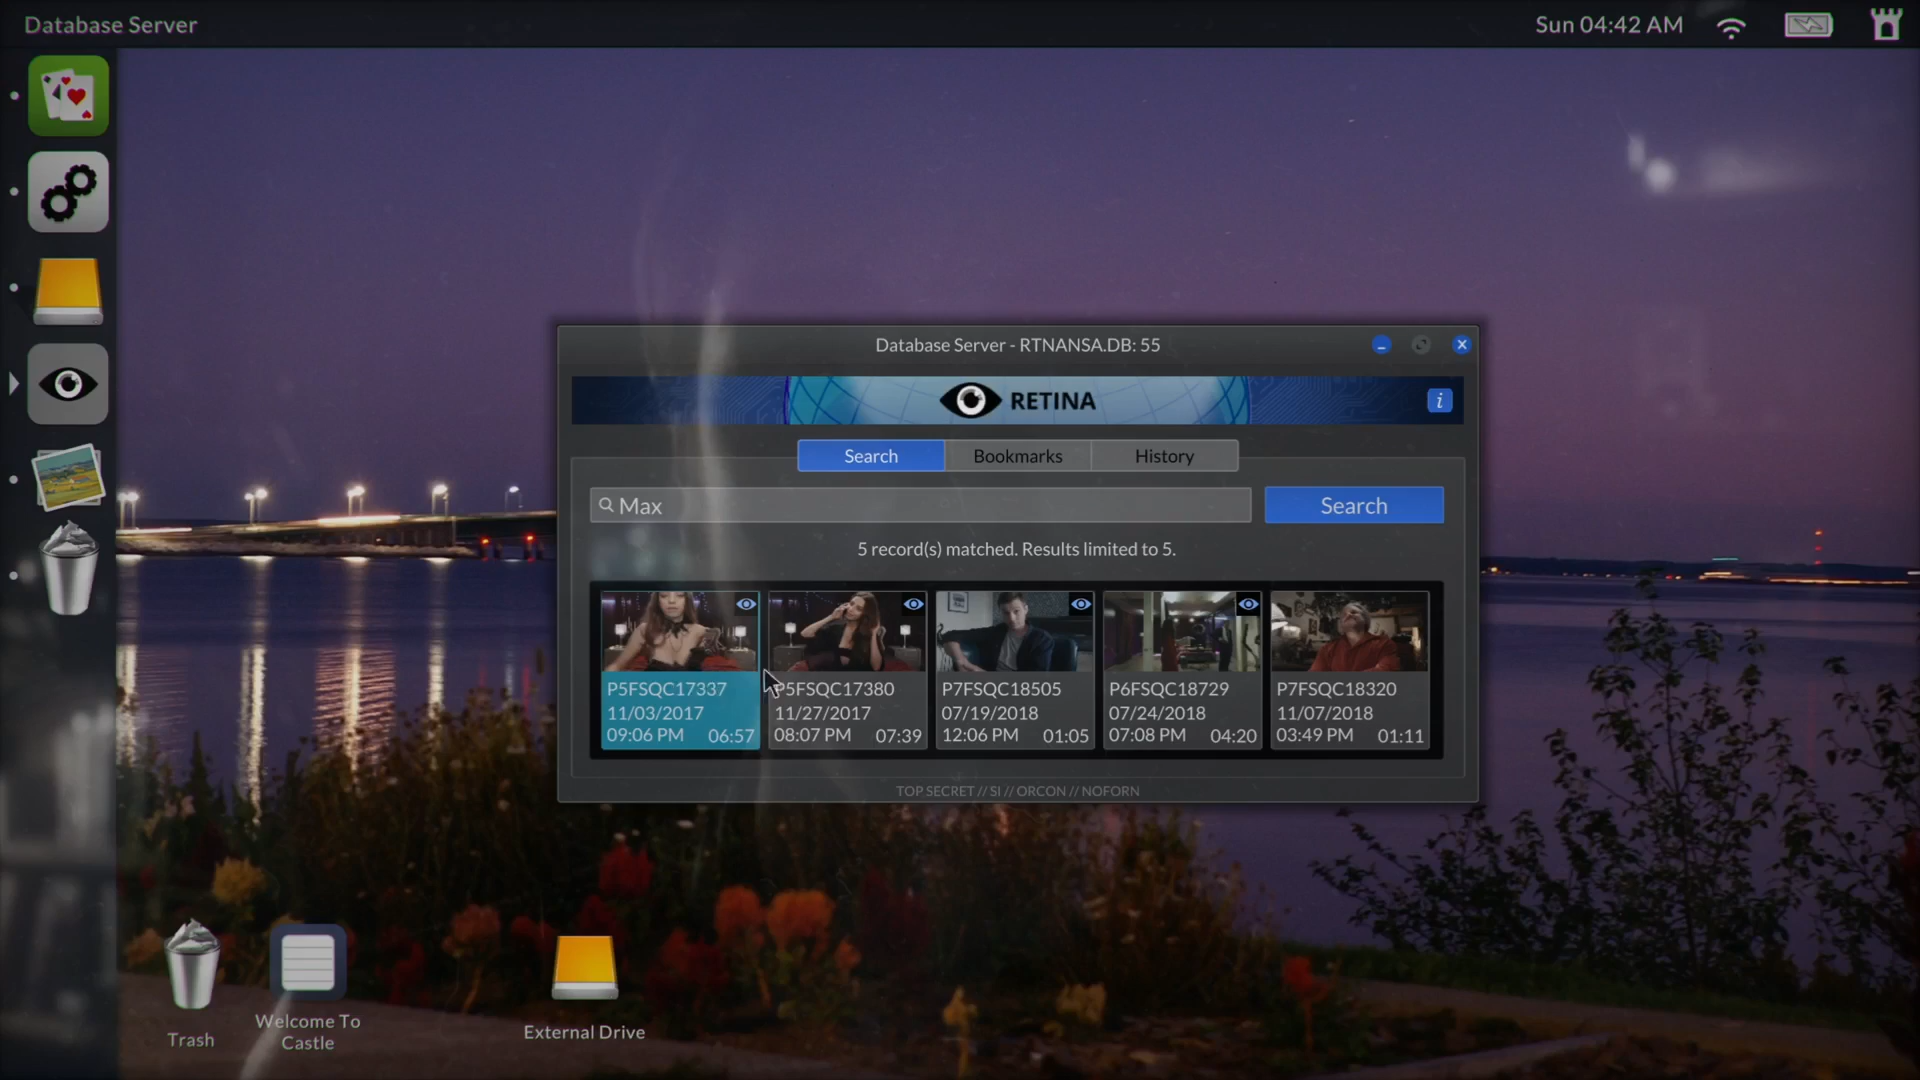 Database Server
Sun 04:42 AM
Database Server - RTNANSA.DB: 55
RETINA
i
Search
Bookmarks
History
Max
Search
5 record(s) matched. Results limited to 5.
P5FSQC17337
11/03/2017
09:06 PM 06:57
P5FSQC17380
11/27/2017
08:07 PM 07:39
P7FSQC18505
07/19/2018
12:06 PM 01:05
P6FSQC18729
07/24/2018
07:08 PM 04:20
P7FSQC18320
11/07/2018
03:49 PM 01:11
TOP SECRET // SI // ORCON // NOFORN
Trash
Welcome To
Castle
External Drive